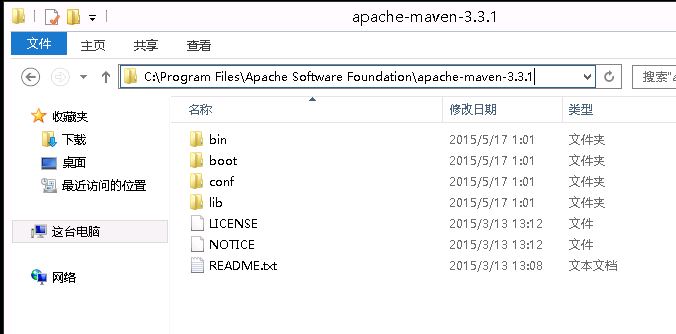 apache-maven-3.3.1
文件 主页 共享 查看
C:\Program Files\Apache Software Foundation\apache-maven-3.3.1 搜索"a
收藏夹 名称 修改日期 类型
下载 bin 2015/5/17 1:01 文件夹
桌面 boot 2015/5/17 1:01 文件夹
最近访问的位置 conf 2015/5/17 1:01 文件夹
lib 2015/5/17 1:01 文件夹
这台电脑 LICENSE 2015/3/13 13:12 文件
NOTICE 2015/3/13 13:12 文件
网络 README.txt 2015/3/13 13:08 文本文档